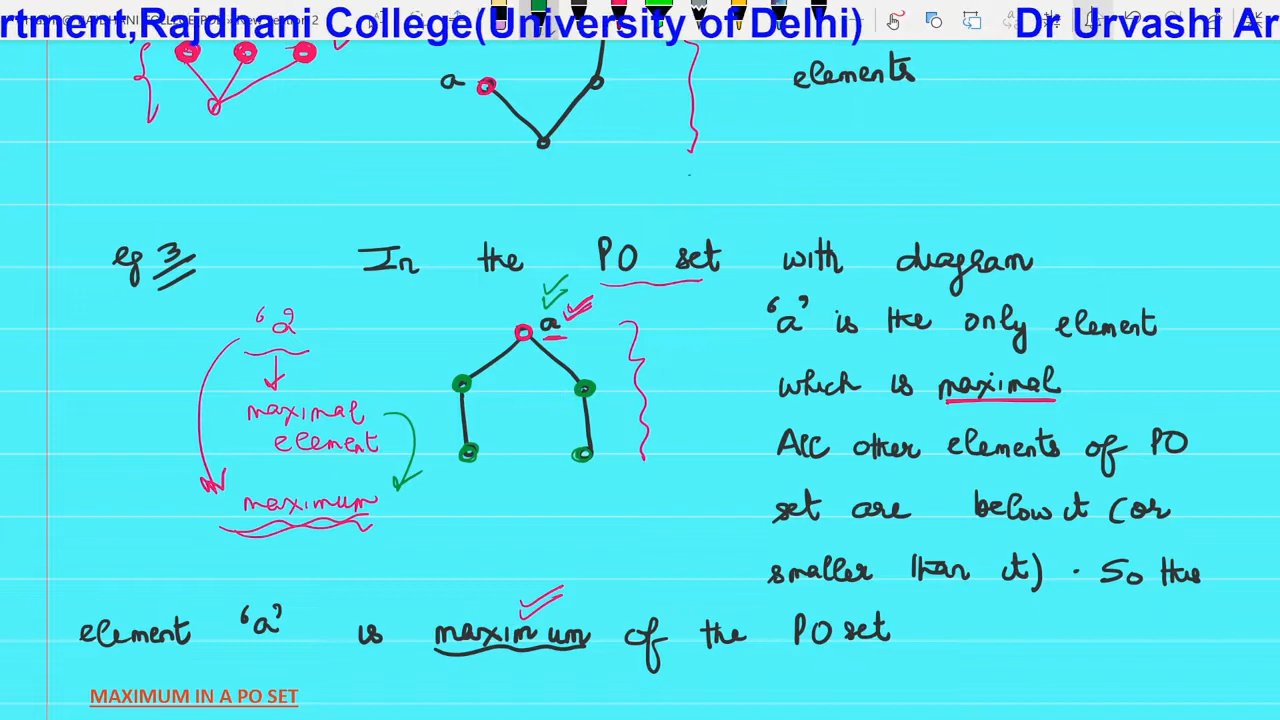 rtment,Rajdhani College(University of Delhi) Dr Urvashi Ar
a
elements
eg 3 In the PO set with diagram
a
'a' is the only element
which is maximal
All other elements of PO
set are below it (or
smaller than it) . So this
'a
maximal
element
maximum
element 'a' is maximum of the PO set
MAXIMUM IN A PO SET